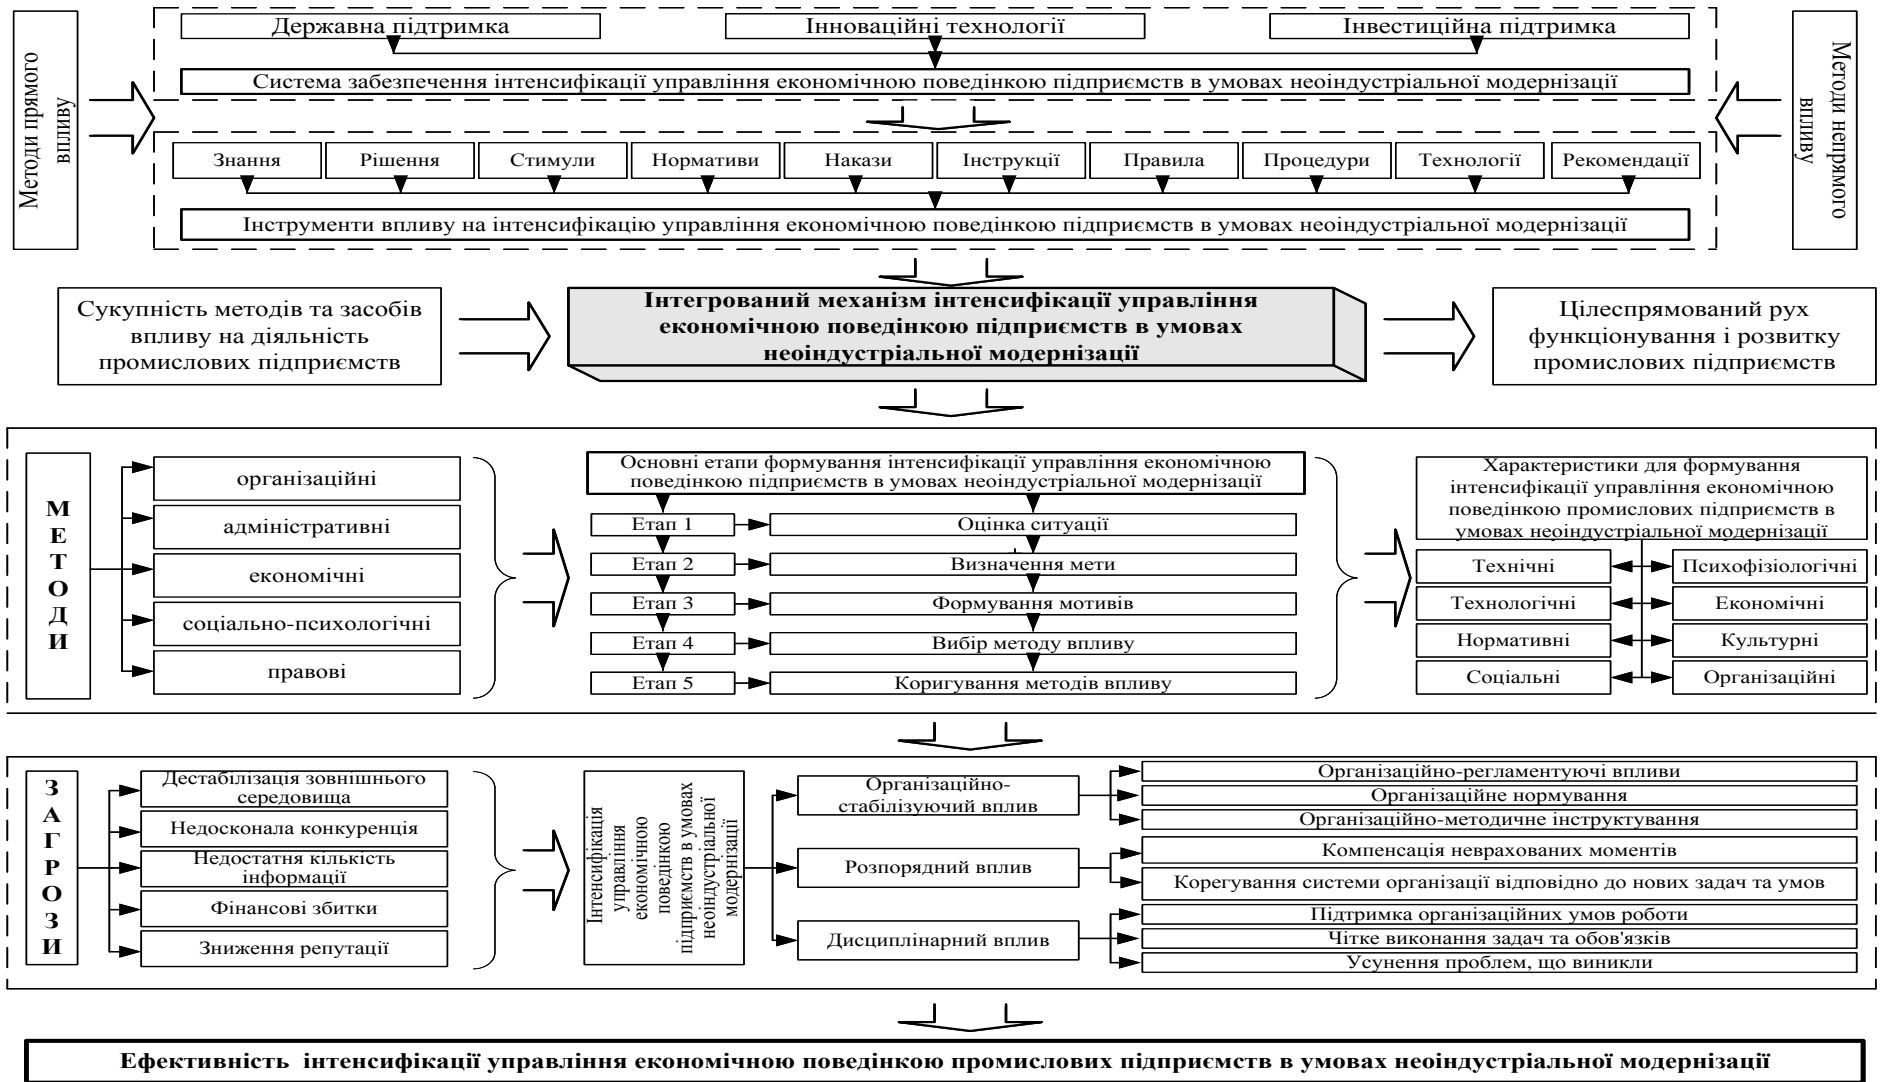 Державна підтримка
Інноваційні технології
Інвестиційна підтримка
Методи прямого
впливу
Система забезпечення інтенсифікації управління економічною поведінкою підприємств в умовах неоіндустріальної модернізації
Методи непрямого
впливу
Знання
Рішення
Стимули
Нормативи
Накази
Інструкції
Правила
Процедури
Технології
Рекомендації
Інструменти впливу на інтенсифікацію управління економічною поведінкою підприємств в умовах неоіндустріальної модернізації
Сукупність методів та засобів
впливу на діяльність
промислових підприємств
Інтегрований механізм інтенсифікації управління
економічною поведінкою підприємств в умовах
неоіндустріальної модернізації
Цілеспрямований рух
функціонування і розвитку
промислових підприємств
М
Е
Т
О
Д
И
організаційні
адміністративні
економічні
соціально-психологічні
правові
Основні етапи формування інтенсифікації управління економічною
поведінкою підприємств в умовах неоіндустріальної модернізації
Етап 1
Оцінка ситуації
Етап 2
Визначення мети
Етап 3
Формування мотивів
Етап 4
Вибір методу впливу
Етап 5
Коригування методів впливу
Характеристики для формування
інтенсифікації управління економічною
поведінкою промислових підприємств в
умовах неоіндустріальної модернізації
Технічні
Психофізіологічні
Технологічні
Економічні
Нормативні
Культурні
Соціальні
Організаційні
З
А
Г
Р
О
З
И
Дестабілізація зовнішнього
середовища
Недосконала конкуренція
Недостатня кількість
інформації
Фінансові збитки
Зниження репутації
Інтенсифікація
управління
економічною
поведінкою
підприємств в умовах
неоіндустріальної
модернізації
Організаційно-
стабілізуючий вплив
Організаційно-регламентуючі впливи
Організаційне нормування
Організаційно-методичне інструктування
Розпорядний вплив
Компенсація неврахованих моментів
Корегування системи організації відповідно до нових задач та умов
Дисциплінарний вплив
Підтримка організаційних умов роботи
Чітке виконання задач та обов'язків
Усунення проблем, що виникли
Ефективність інтенсифікації управління економічною поведінкою промислових підприємств в умовах неоіндустріальної модернізації